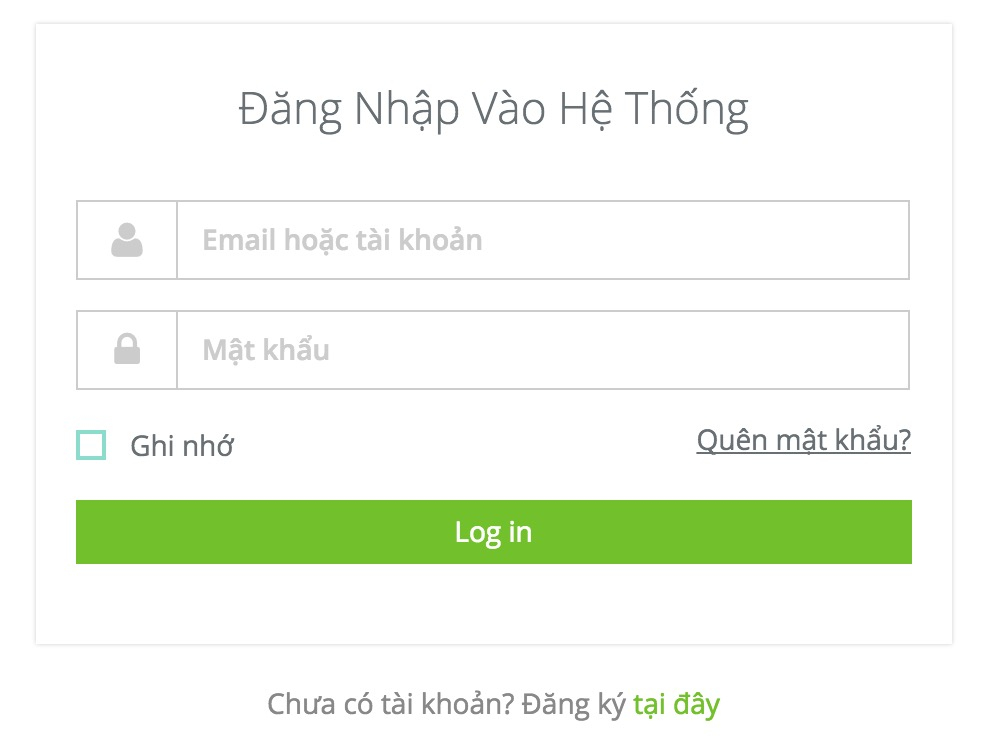 Đăng Nhập Vào Hệ Thống
Email hoặc tài khoản
Mật khẩu
Ghi nhớ
Quên mật khẩu?
Log in
Chưa có tài khoản? Đăng ký tại đây